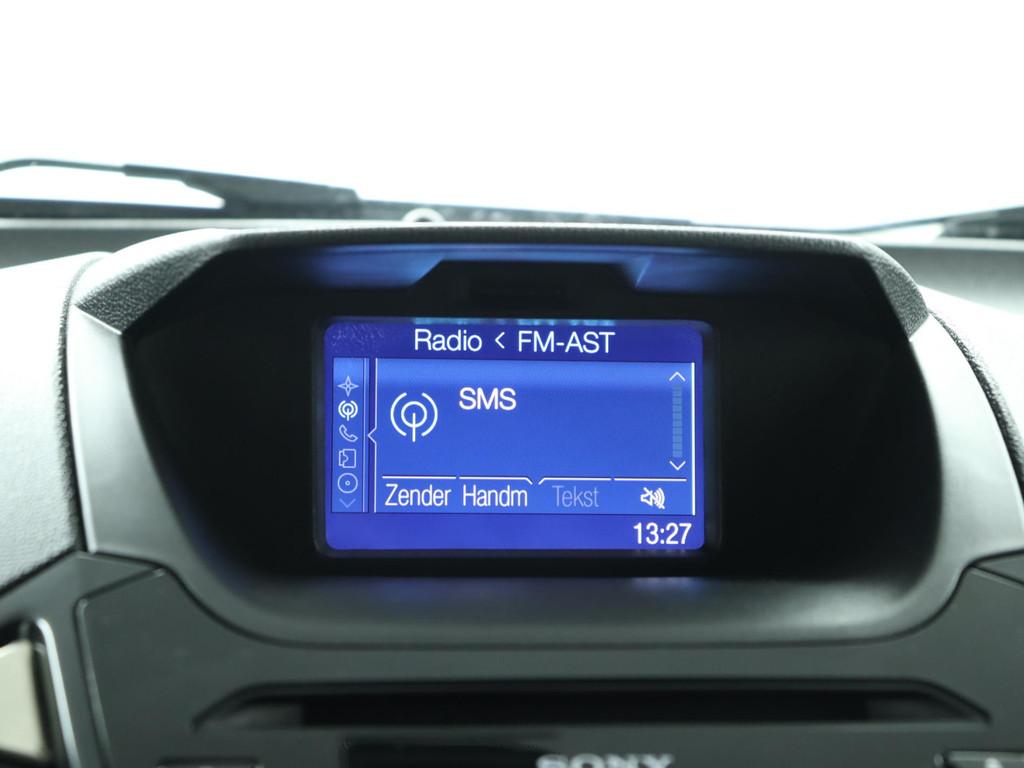 Radio < FM-AST
SMS
Zender Handm Tekst
13:27
SONY